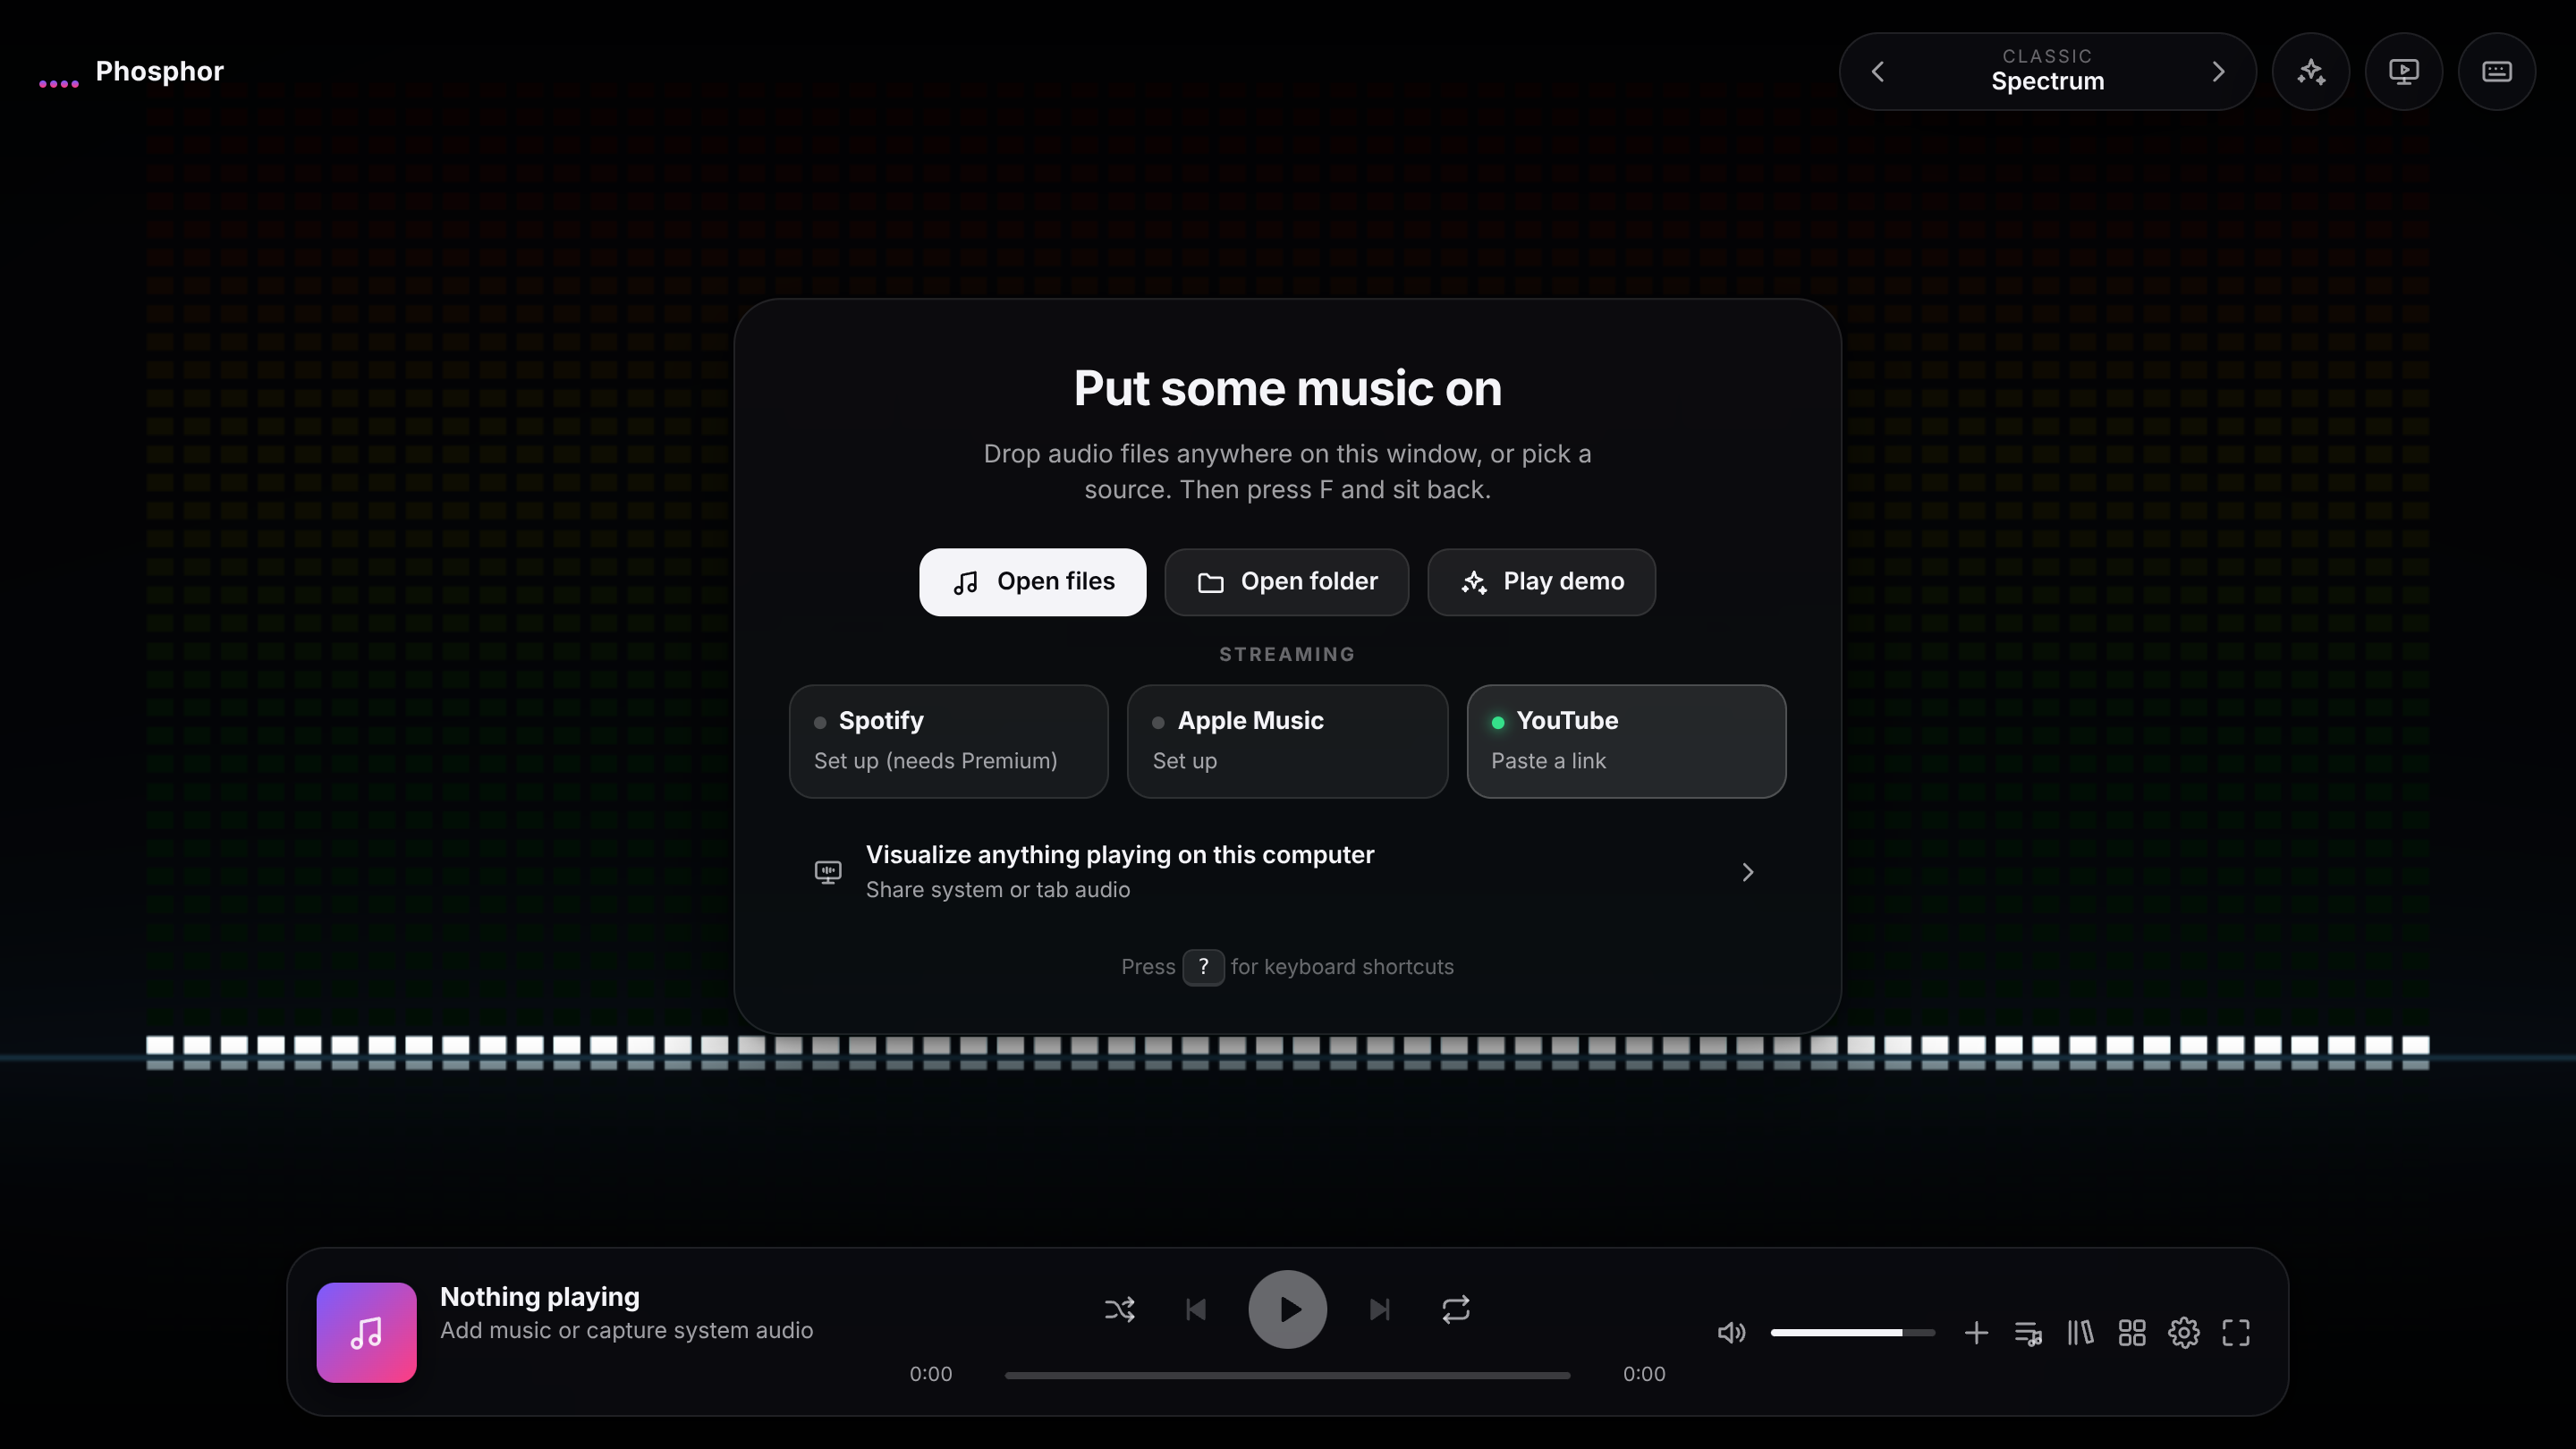 Phosphor
CLASSIC
Spectrum
Put some music on
Drop audio files anywhere on this window, or pick a
source. Then press F and sit back.
Open files
Open folder
Play demo
STREAMING
Spotify
Set up (needs Premium)
Apple Music
Set up
YouTube
Paste a link
Visualize anything playing on this computer
Share system or tab audio
Press ? for keyboard shortcuts
Nothing playing
Add music or capture system audio
0:00
0:00